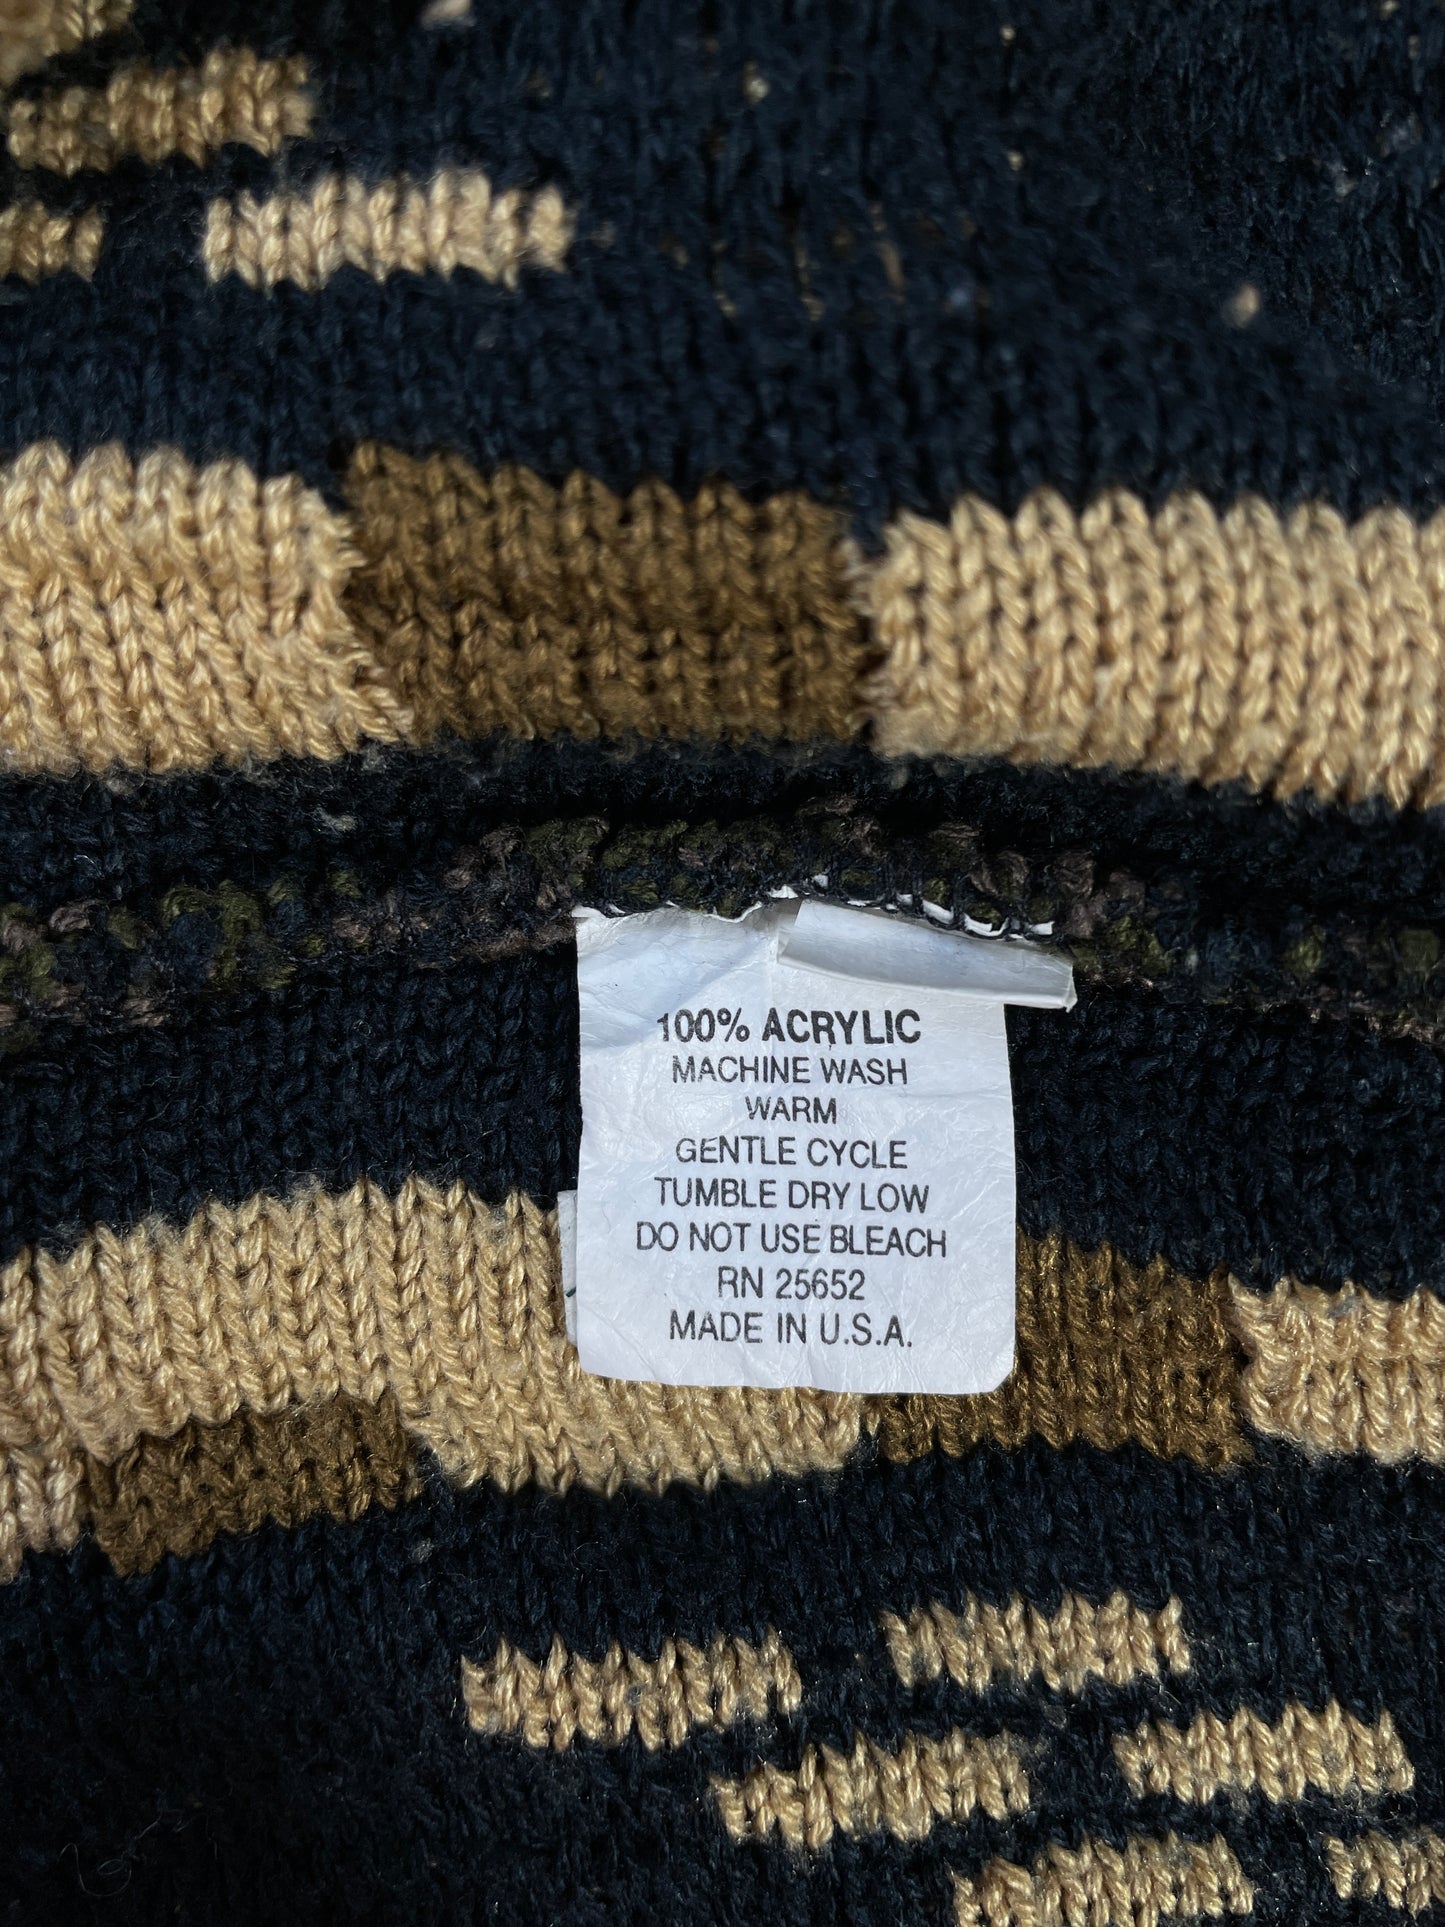 100% ACRYLIC
MACHINE WASH
WARM
GENTLE CYCLE
TUMBLE DRY LOW
DO NOT USE BLEACH
RN 25652
MADE IN U.S.A.